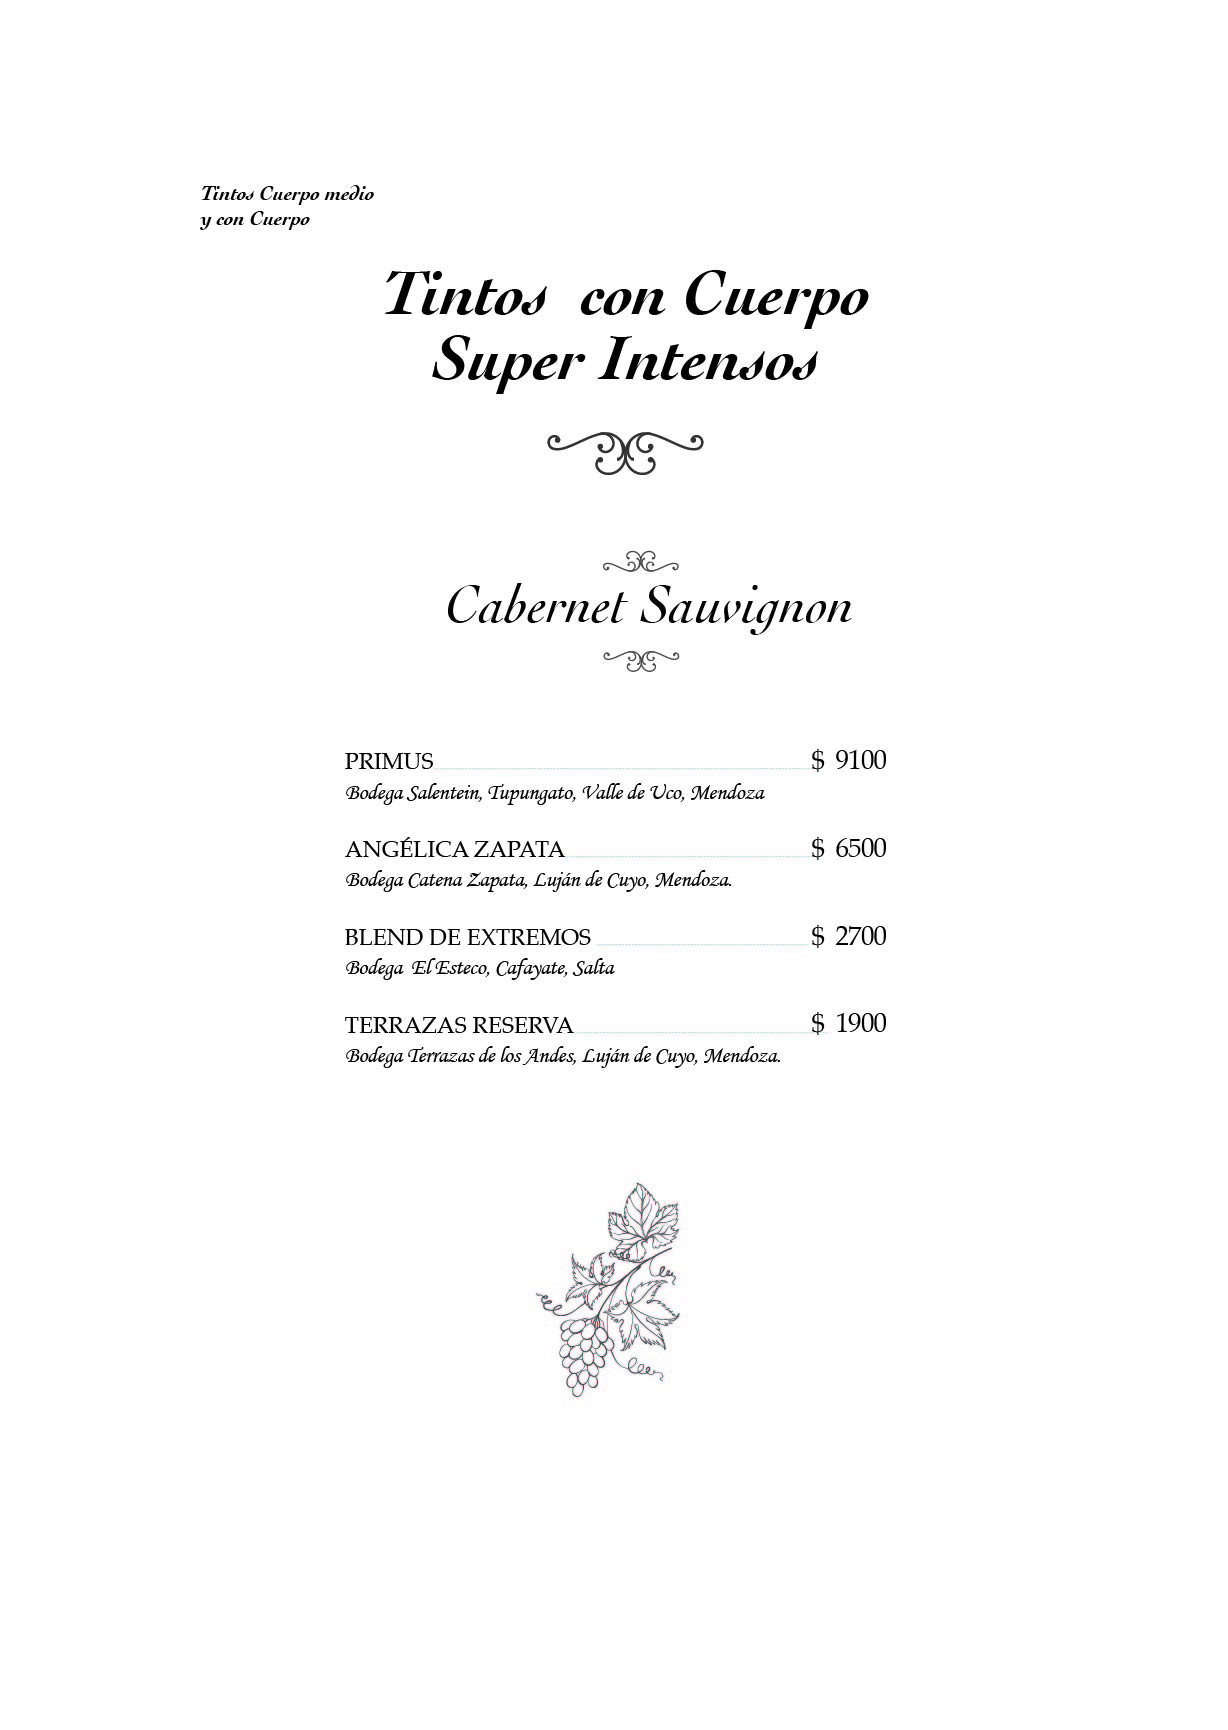 Tintos Cuerpo medio
y con Cuerpo
Tintos con Cuerpo
Super Intensos
Cabernet Sauvignon
PRIMUS $ 9100
Bodega Salentein, Tupungato, Valle de Uco, Mendoza
ANGÉLICA ZAPATA $ 6500
Bodega Catena Zapata, Luján de Cuyo, Mendoza.
BLEND DE EXTREMOS $ 2700
Bodega El Esteco, Cafayate, Salta
TERRAZAS RESERVA $ 1900
Bodega Terrazas de los Andes, Luján de Cuyo, Mendoza.